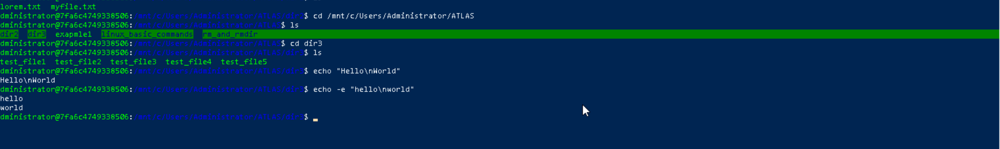 lorem.txt  myfile.txt
dministrator@7fa6c4749338506:/mnt/c/Users/Administrator/ATLAS/dir2$ cd /mnt/c/Users/Administrator/ATLAS
dministrator@7fa6c4749338506:/mnt/c/Users/Administrator/ATLAS$ ls
dir2  dir3  exapmle1  linux_basic_commands  rm_and_rmdir
dministrator@7fa6c4749338506:/mnt/c/Users/Administrator/ATLAS$ cd dir3
dministrator@7fa6c4749338506:/mnt/c/Users/Administrator/ATLAS/dir3$ ls
test_file1  test_file2  test_file3  test_file4  test_file5
dministrator@7fa6c4749338506:/mnt/c/Users/Administrator/ATLAS/dir3$ echo "Hello\nWorld"
Hello\nWorld
dministrator@7fa6c4749338506:/mnt/c/Users/Administrator/ATLAS/dir3$ echo -e "hello\nworld"
hello
world
dministrator@7fa6c4749338506:/mnt/c/Users/Administrator/ATLAS/dir3$